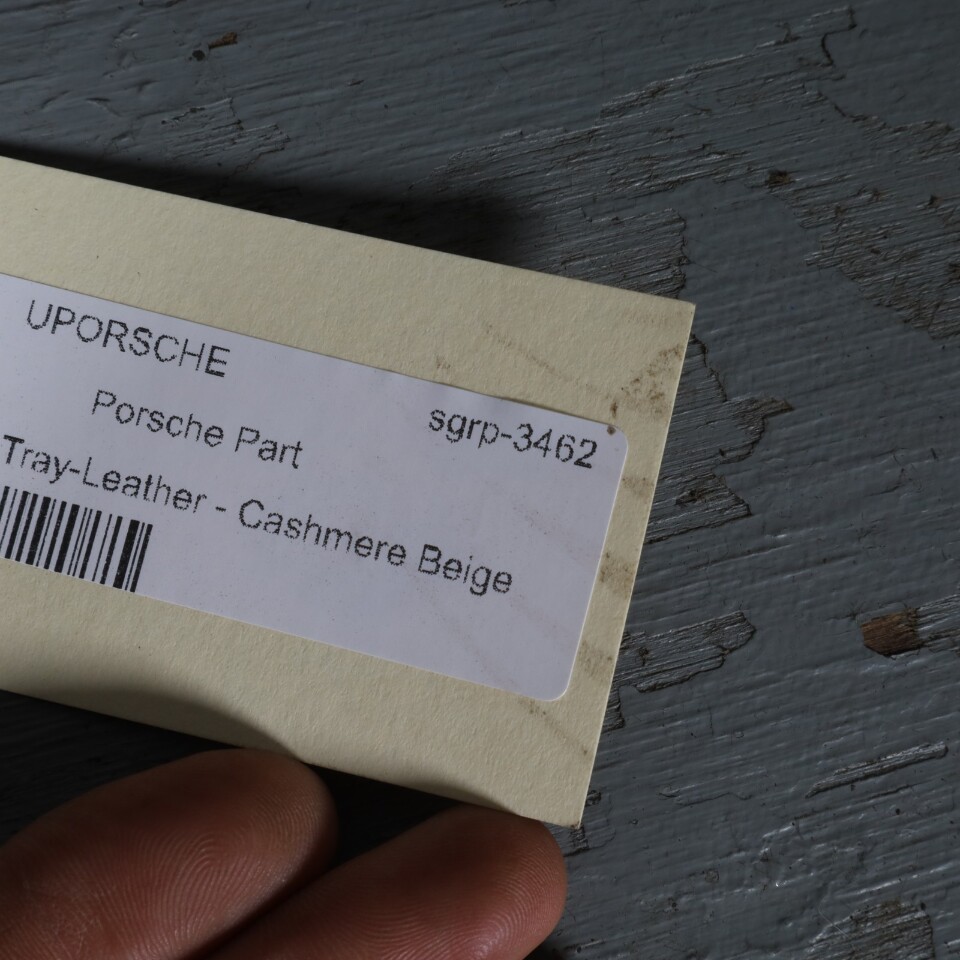 UPORSCHE
Porsche Part
sgrp-3462
Tray-Leather - Cashmere Beige